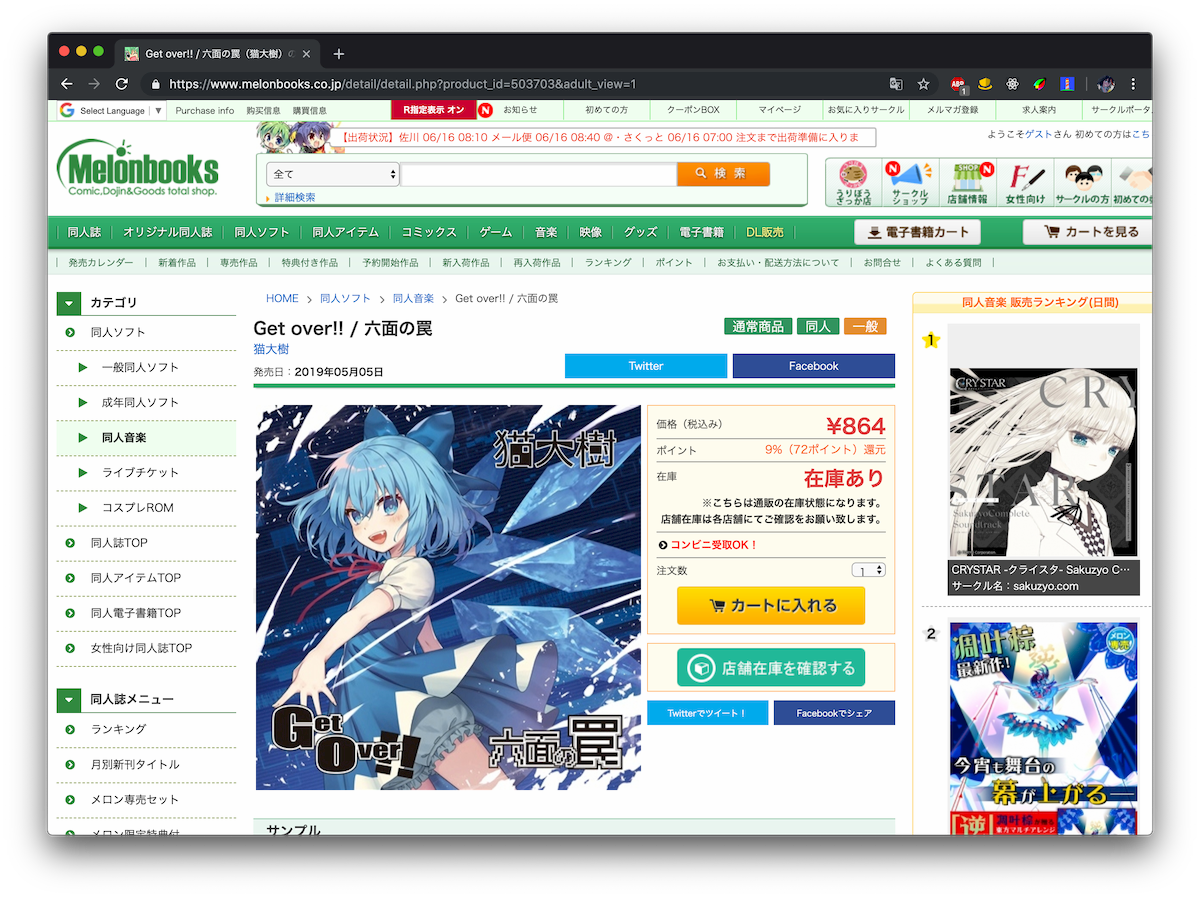 Get over!! / 六面の罠（猫大樹）の
https://www.melonbooks.co.jp/detail/detail.php?product_id=503703&adult_view=1
ABP
1
G Select Language ▼
Purchase info
购买信息
購買信息
R指定表示 オン
N
お知らせ
初めての方
クーポンBOX
マイページ
お気に入りサークル
メルマガ登録
求人案内
サークルポータ
【出荷状況】佐川 06/16 08:10 メール便 06/16 08:40 @・さくっと 06/16 07:00 注文まで出荷準備に入りま
ようこそゲストさん 初めての方はこち
Melonbooks
Comic,Dojin&Goods total shop.
全て
検 索
詳細検索
うりぼうざっか店
N
サークルショップ
SHOP
N
店舗情報
女性向け
サークルの方
初めての
同人誌
オリジナル同人誌
同人ソフト
同人アイテム
コミックス
ゲーム
音楽
映像
グッズ
電子書籍
DL販売
電子書籍カート
カートを見る
発売カレンダー
新着作品
専売作品
特典付き作品
予約開始作品
新入荷作品
再入荷作品
ランキング
ポイント
お支払い・配送方法について
お問合せ
よくある質問
カテゴリ
同人ソフト
一般同人ソフト
成年同人ソフト
同人音楽
ライブチケット
コスプレROM
同人誌TOP
同人アイテムTOP
同人電子書籍TOP
女性向け同人誌TOP
同人誌メニュー
ランキング
月別新刊タイトル
メロン専売セット
メロン限定特典付
HOME > 同人ソフト > 同人音楽 > Get over!! / 六面の罠
Get over!! / 六面の罠
通常商品
同人
一般
猫大樹
発売日：2019年05月05日
Twitter
Facebook
猫大樹
Get Over!!
六面の罠
価格（税込み）
¥864
ポイント
9%（72ポイント）還元
在庫
在庫あり
※こちらは通販の在庫状態になります。
店舗在庫は各店舗にてご確認をお願い致します。
コンビニ受取OK！
注文数
1
カートに入れる
店舗在庫を確認する
Twitterでツイート！
Facebookでシェア
サンプル
同人音楽 販売ランキング(日間)
1
CRYSTAR
CRY
STAR
Sakuzyo Complete
Soundtrack
CRYSTAR -クライスタ- Sakuzyo C…
サークル名：sakuzyo.com
2
凋叶棕
最新作!
メロン専売
今宵も舞台の
幕が上がる――
【逆】
凋叶棕が贈る
東方マルチアレンジ